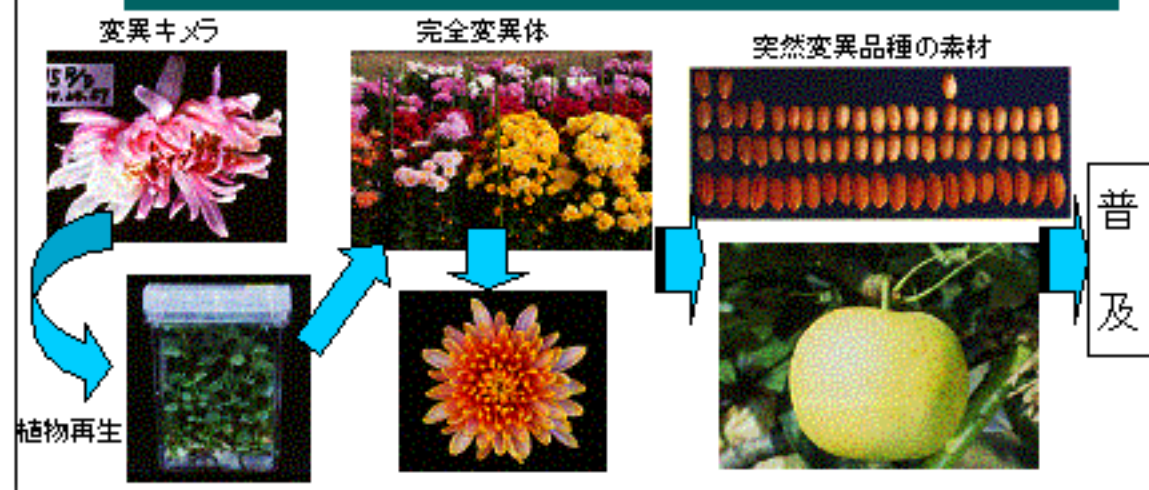 変異キメラ
完全変異体
突然変異品種の素材
植物再生
普
及